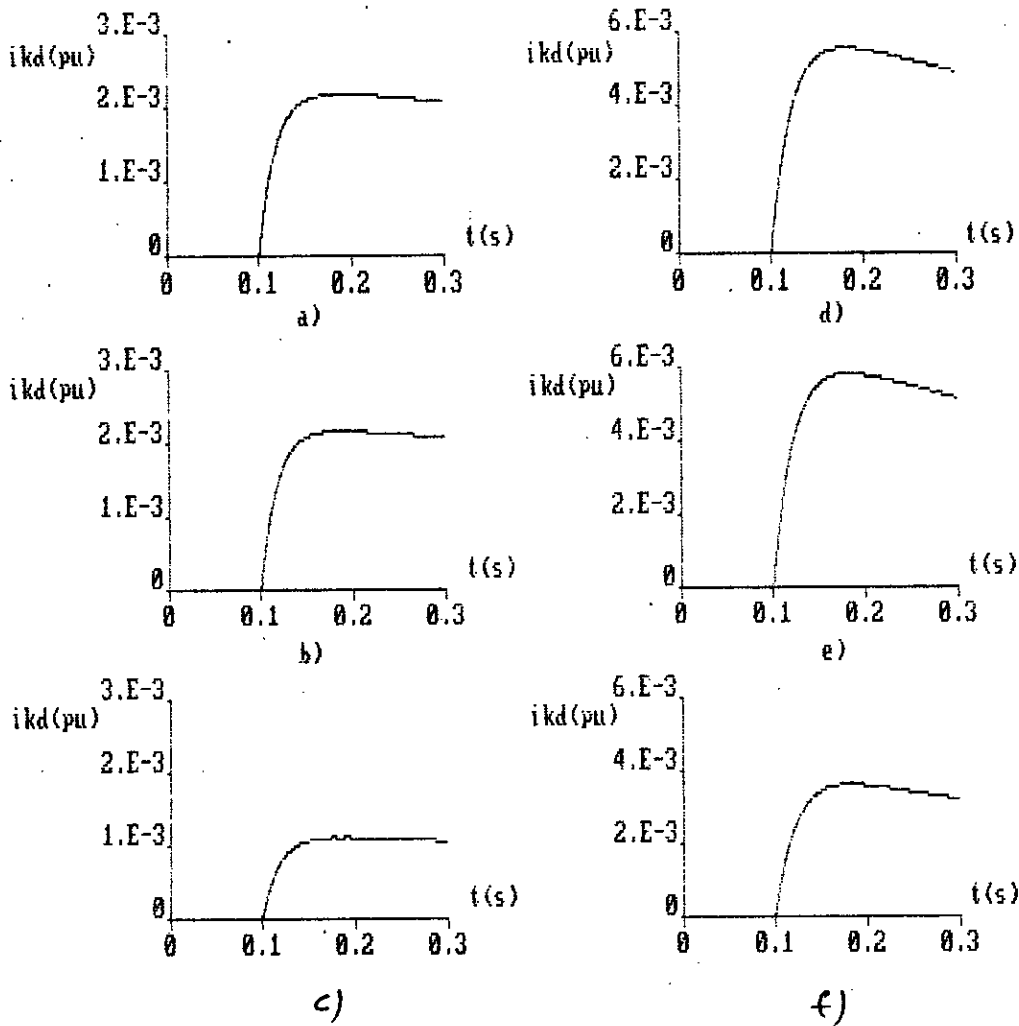 3.E-3
ikd(pu)
2.E-3
1.E-3
0
t(s)
0 0.1 0.2 0.3
a)
6.E-3
ikd(pu)
4.E-3
2.E-3
0
t(s)
0 0.1 0.2 0.3
d)
3.E-3
ikd(pu)
2.E-3
1.E-3
0
t(s)
0 0.1 0.2 0.3
b)
6.E-3
ikd(pu)
4.E-3
2.E-3
0
t(s)
0 0.1 0.2 0.3
e)
3.E-3
ikd(pu)
2.E-3
1.E-3
0
t(s)
0 0.1 0.2 0.3
c)
6.E-3
ikd(pu)
4.E-3
2.E-3
0
t(s)
0 0.1 0.2 0.3
f)